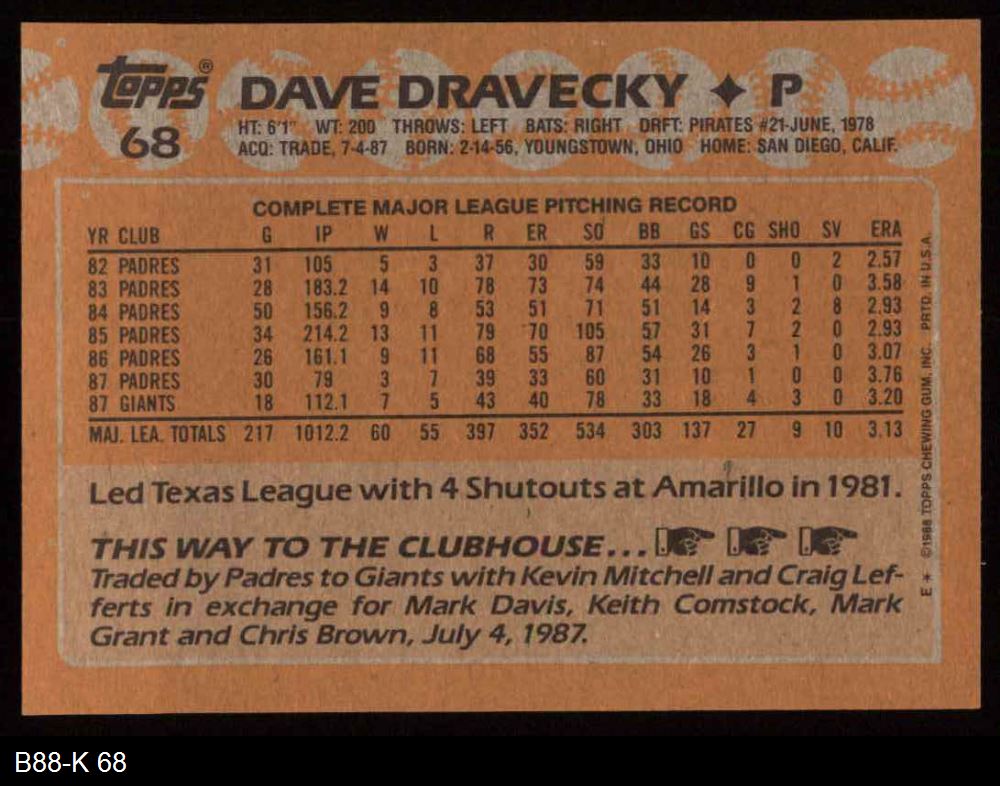 Topps® DAVE DRAVECKY ✦ P
68
HT: 6'1" WT: 200 THROWS: LEFT BATS: RIGHT DRFT: PIRATES #21-JUNE, 1978
ACQ: TRADE, 7-4-87 BORN: 2-14-56, YOUNGSTOWN, OHIO HOME: SAN DIEGO, CALIF.
COMPLETE MAJOR LEAGUE PITCHING RECORD
YR CLUB G IP W L R ER SO BB GS CG SHO SV ERA
82 PADRES 31 105 5 3 37 30 59 33 10 0 0 2 2.57
83 PADRES 28 183.2 14 10 78 73 74 44 28 9 1 0 3.58
84 PADRES 50 156.2 9 8 53 51 71 51 14 3 2 8 2.93
85 PADRES 34 214.2 13 11 79 70 105 57 31 7 2 0 2.93
86 PADRES 26 161.1 9 11 68 55 87 54 26 3 1 0 3.07
87 PADRES 30 79 3 7 39 33 60 31 10 1 0 0 3.76
87 GIANTS 18 112.1 7 5 43 40 78 33 18 4 3 0 3.20
MAJ. LEA. TOTALS 217 1012.2 60 55 397 352 534 303 137 27 9 10 3.13
Led Texas League with 4 Shutouts at Amarillo in 1981.
THIS WAY TO THE CLUBHOUSE...
Traded by Padres to Giants with Kevin Mitchell and Craig Lef-
ferts in exchange for Mark Davis, Keith Comstock, Mark
Grant and Chris Brown, July 4, 1987.
E* ©1988 TOPPS CHEWING GUM, INC. PRTD. IN U.S.A.
B88-K 68